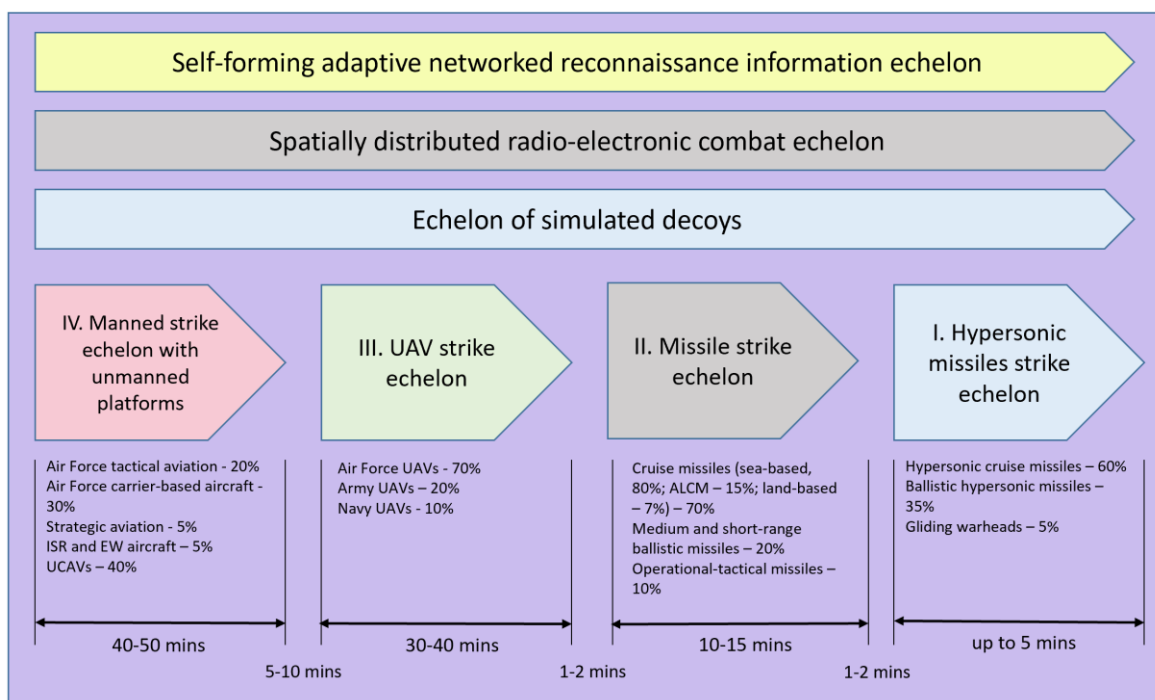 Self-forming adaptive networked reconnaissance information echelon
Spatially distributed radio-electronic combat echelon
Echelon of simulated decoys
IV. Manned strike
echelon with
unmanned
platforms
III. UAV strike
echelon
II. Missile strike
echelon
I. Hypersonic
missiles strike
echelon
Air Force tactical aviation - 20%
Air Force carrier-based aircraft -
30%
Strategic aviation - 5%
ISR and EW aircraft – 5%
UCAVs – 40%
Air Force UAVs - 70%
Army UAVs – 20%
Navy UAVs - 10%
Cruise missiles (sea-based,
80%; ALCM – 15%; land-based
– 7%) – 70%
Medium and short-range
ballistic missiles – 20%
Operational-tactical missiles –
10%
Hypersonic cruise missiles – 60%
Ballistic hypersonic missiles –
35%
Gliding warheads – 5%
40-50 mins
30-40 mins
10-15 mins
up to 5 mins
5-10 mins
1-2 mins
1-2 mins